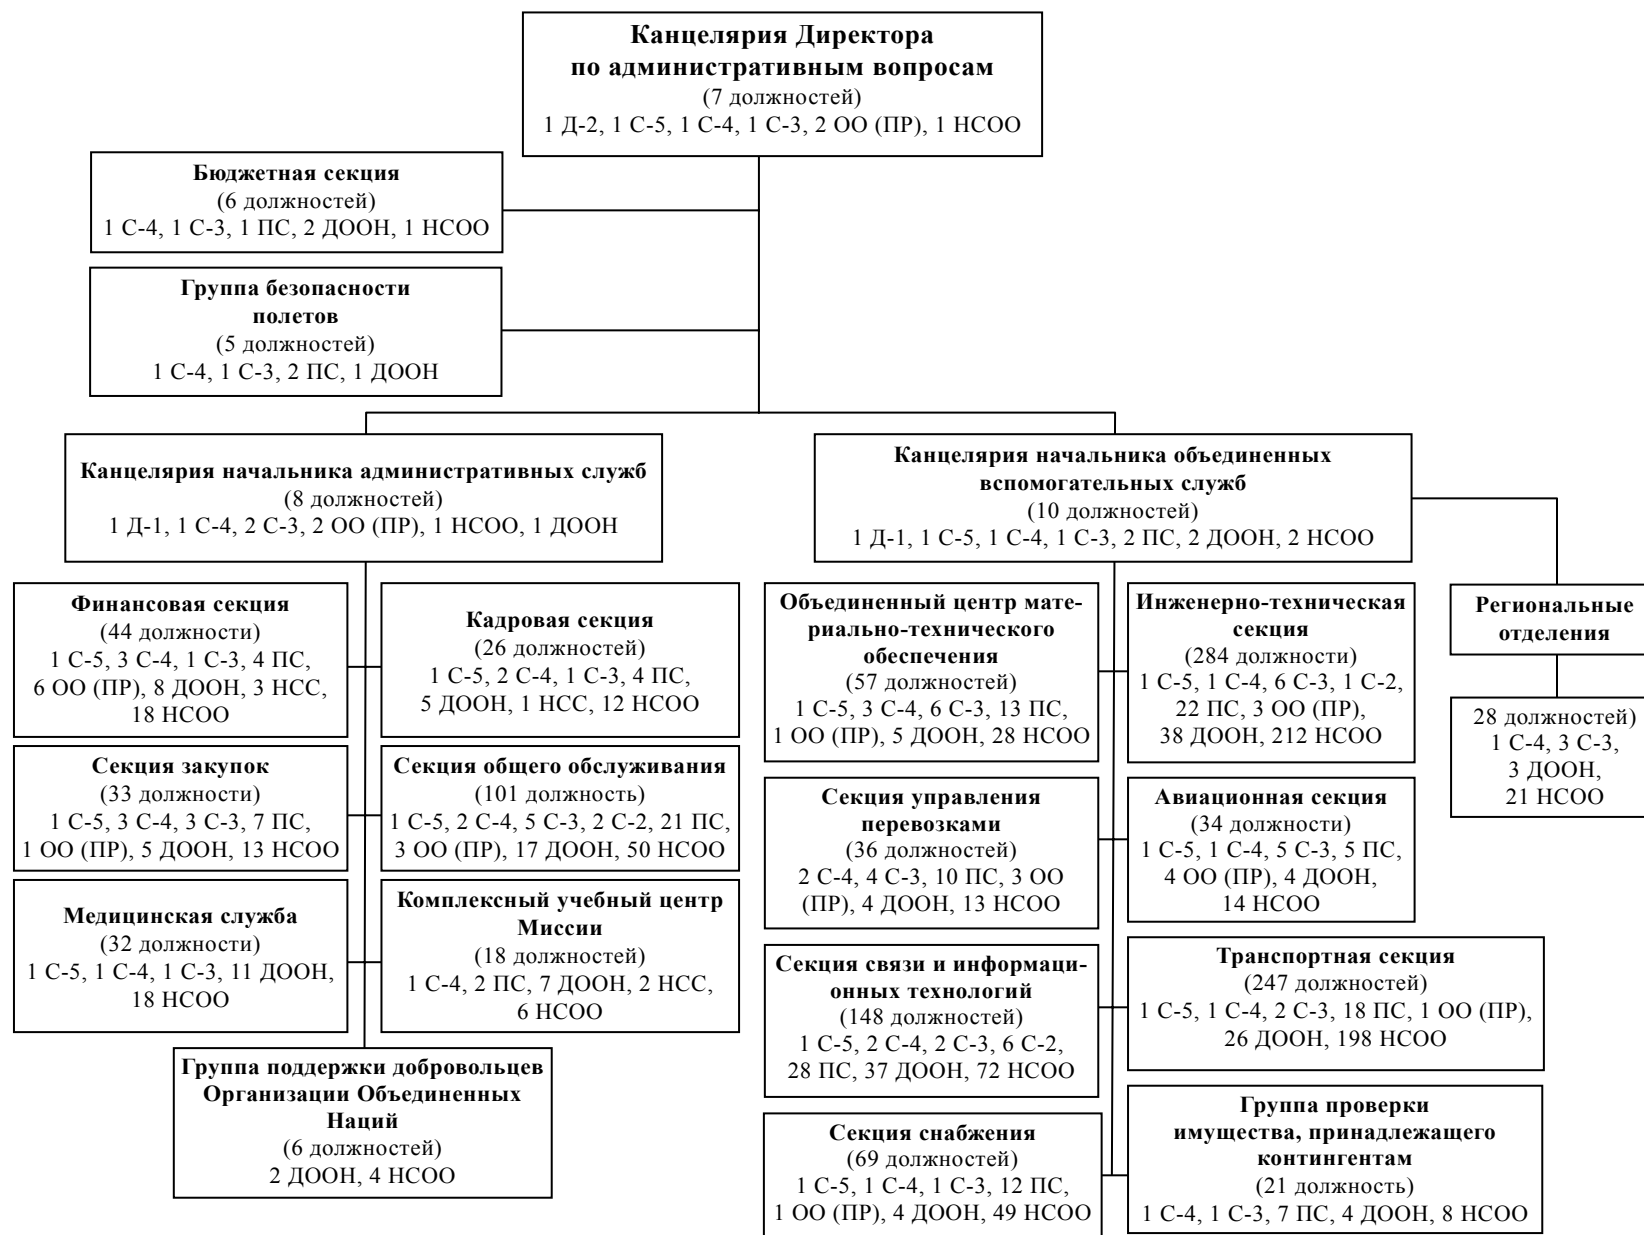 Канцелярия Директора
по административным вопросам
(7 должностей)
1 Д-2, 1 С-5, 1 С-4, 1 С-3, 2 ОО (ПР), 1 НСОО
Бюджетная секция
(6 должностей)
1 С-4, 1 С-3, 1 ПС, 2 ДООН, 1 НСОО
Группа безопасности
полетов
(5 должностей)
1 С-4, 1 С-3, 2 ПС, 1 ДООН
Канцелярия начальника административных служб
(8 должностей)
1 Д-1, 1 С-4, 2 С-3, 2 ОО (ПР), 1 НСОО, 1 ДООН
Канцелярия начальника объединенных
вспомогательных служб
(10 должностей)
1 Д-1, 1 С-5, 1 С-4, 1 С-3, 2 ПС, 2 ДООН, 2 НСОО
Финансовая секция
(44 должности)
1 С-5, 3 С-4, 1 С-3, 4 ПС,
6 ОО (ПР), 8 ДООН, 3 НСС,
18 НСОО
Кадровая секция
(26 должностей)
1 С-5, 2 С-4, 1 С-3, 4 ПС,
5 ДООН, 1 НСС, 12 НСОО
Секция закупок
(33 должности)
1 С-5, 3 С-4, 3 С-3, 7 ПС,
1 ОО (ПР), 5 ДООН, 13 НСОО
Секция общего обслуживания
(101 должность)
1 С-5, 2 С-4, 5 С-3, 2 С-2, 21 ПС,
3 ОО (ПР), 17 ДООН, 50 НСОО
Медицинская служба
(32 должности)
1 С-5, 1 С-4, 1 С-3, 11 ДООН,
18 НСОО
Комплексный учебный центр
Миссии
(18 должностей)
1 С-4, 2 ПС, 7 ДООН, 2 НСС,
6 НСОО
Группа поддержки добровольцев
Организации Объединенных
Наций
(6 должностей)
2 ДООН, 4 НСОО
Объединенный центр мате-
риально-технического
обеспечения
(57 должностей)
1 С-5, 3 С-4, 6 С-3, 13 ПС,
1 ОО (ПР), 5 ДООН, 28 НСОО
Инженерно-техническая
секция
(284 должности)
1 С-5, 1 С-4, 6 С-3, 1 С-2,
22 ПС, 3 ОО (ПР),
38 ДООН, 212 НСОО
Региональные
отделения
28 должностей)
1 С-4, 3 С-3,
3 ДООН,
21 НСОО
Секция управления
перевозками
(36 должностей)
2 С-4, 4 С-3, 10 ПС, 3 ОО
(ПР), 4 ДООН, 13 НСОО
Авиационная секция
(34 должности)
1 С-5, 1 С-4, 5 С-3, 5 ПС,
4 ОО (ПР), 4 ДООН,
14 НСОО
Секция связи и информаци-
онных технологий
(148 должностей)
1 С-5, 2 С-4, 2 С-3, 6 С-2,
28 ПС, 37 ДООН, 72 НСОО
Транспортная секция
(247 должностей)
1 С-5, 1 С-4, 2 С-3, 18 ПС, 1 ОО (ПР),
26 ДООН, 198 НСОО
Секция снабжения
(69 должностей)
1 С-5, 1 С-4, 1 С-3, 12 ПС,
1 ОО (ПР), 4 ДООН, 49 НСОО
Группа проверки
имущества, принадлежащего
контингентам
(21 должность)
1 С-4, 1 С-3, 7 ПС, 4 ДООН, 8 НСОО